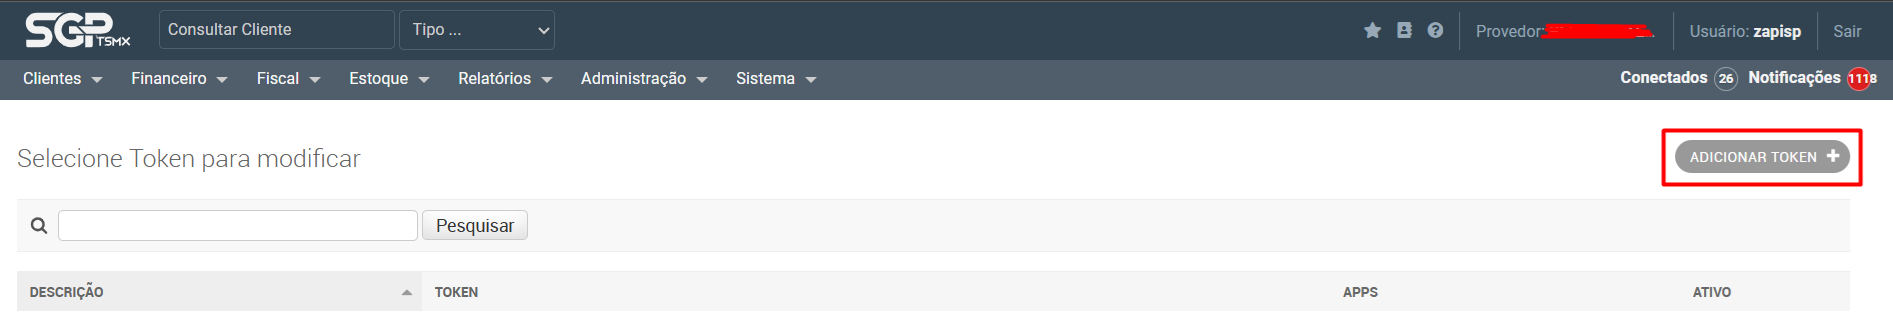 SGP TSMX Consultar Cliente Tipo ... Provedor: Usuário: zapisp Sair
Clientes Financeiro Fiscal Estoque Relatórios Administração Sistema Conectados 26 Notificações 1118
Selecione Token para modificar
ADICIONAR TOKEN +
Pesquisar
DESCRIÇÃO TOKEN APPS ATIVO